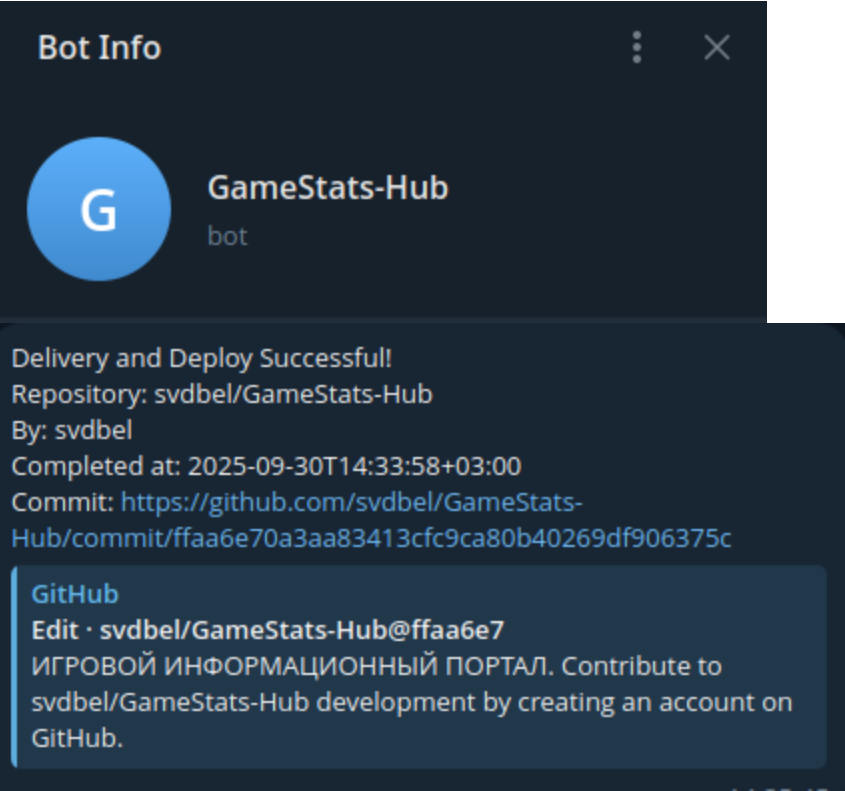 Bot Info
G
GameStats-Hub
bot
Delivery and Deploy Successful!
Repository: svdbel/GameStats-Hub
By: svdbel
Completed at: 2025-09-30T14:33:58+03:00
Commit: https://github.com/svdbel/GameStats-
Hub/commit/ffaa6e70a3aa83413cfc9ca80b40269df906375c
GitHub
Edit · svdbel/GameStats-Hub@ffaa6e7
ИГРОВОЙ ИНФОРМАЦИОННЫЙ ПОРТАЛ. Contribute to
svdbel/GameStats-Hub development by creating an account on
GitHub.